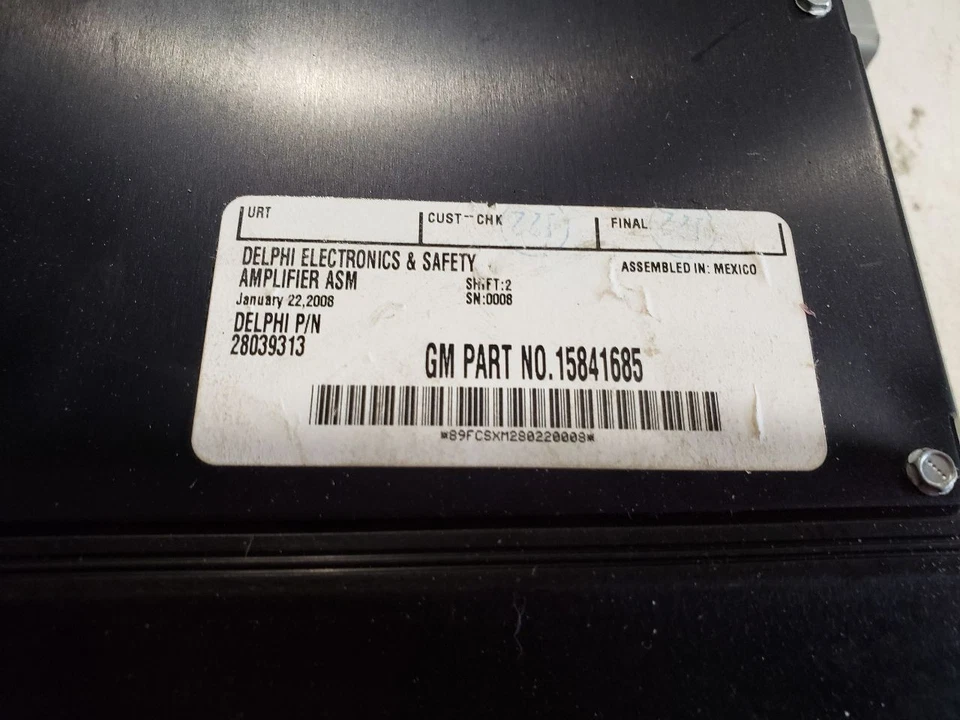 URT
CUST-CHK
FINAL
DELPHI ELECTRONICS & SAFETY
ASSEMBLED IN: MEXICO
AMPLIFIER ASM
SHIFT:2
January 22,2008
SN:0008
DELPHI P/N
28039313
GM PART NO.15841685
*89FCSXM280220008*